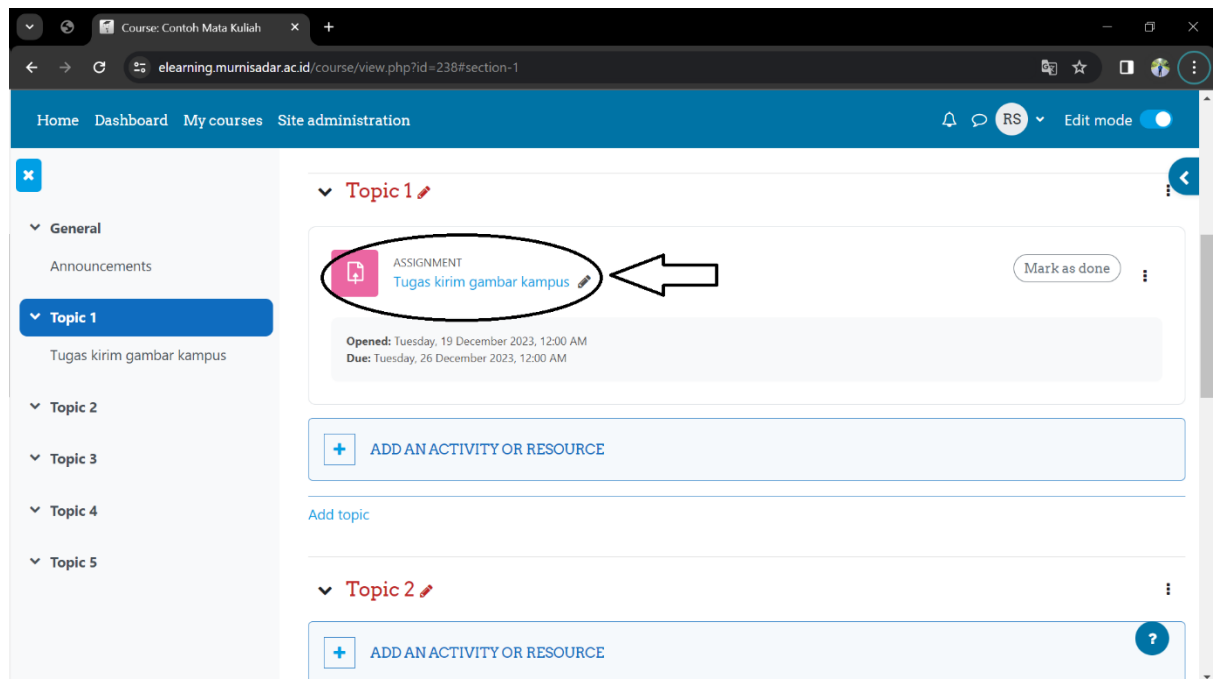 Course: Contoh Mata Kuliah
elearning.murnisadar.ac.id/course/view.php?id=238#section-1
Home Dashboard My courses Site administration
RS
Edit mode
General
Announcements
Topic 1
Tugas kirim gambar kampus
Topic 2
Topic 3
Topic 4
Topic 5
Topic 1
ASSIGNMENT
Tugas kirim gambar kampus
Mark as done
Opened: Tuesday, 19 December 2023, 12:00 AM
Due: Tuesday, 26 December 2023, 12:00 AM
ADD AN ACTIVITY OR RESOURCE
Add topic
Topic 2
ADD AN ACTIVITY OR RESOURCE
?